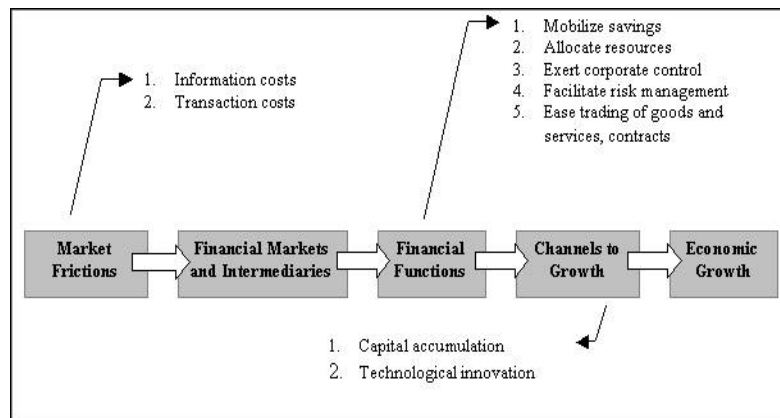 1. Mobilize savings
2. Allocate resources
3. Exert corporate control
4. Facilitate risk management
5. Ease trading of goods and
services, contracts
1. Information costs
2. Transaction costs
Market
Frictions
Financial Markets
and Intermediaries
Financial
Functions
Channels to
Growth
Economic
Growth
1. Capital accumulation
2. Technological innovation